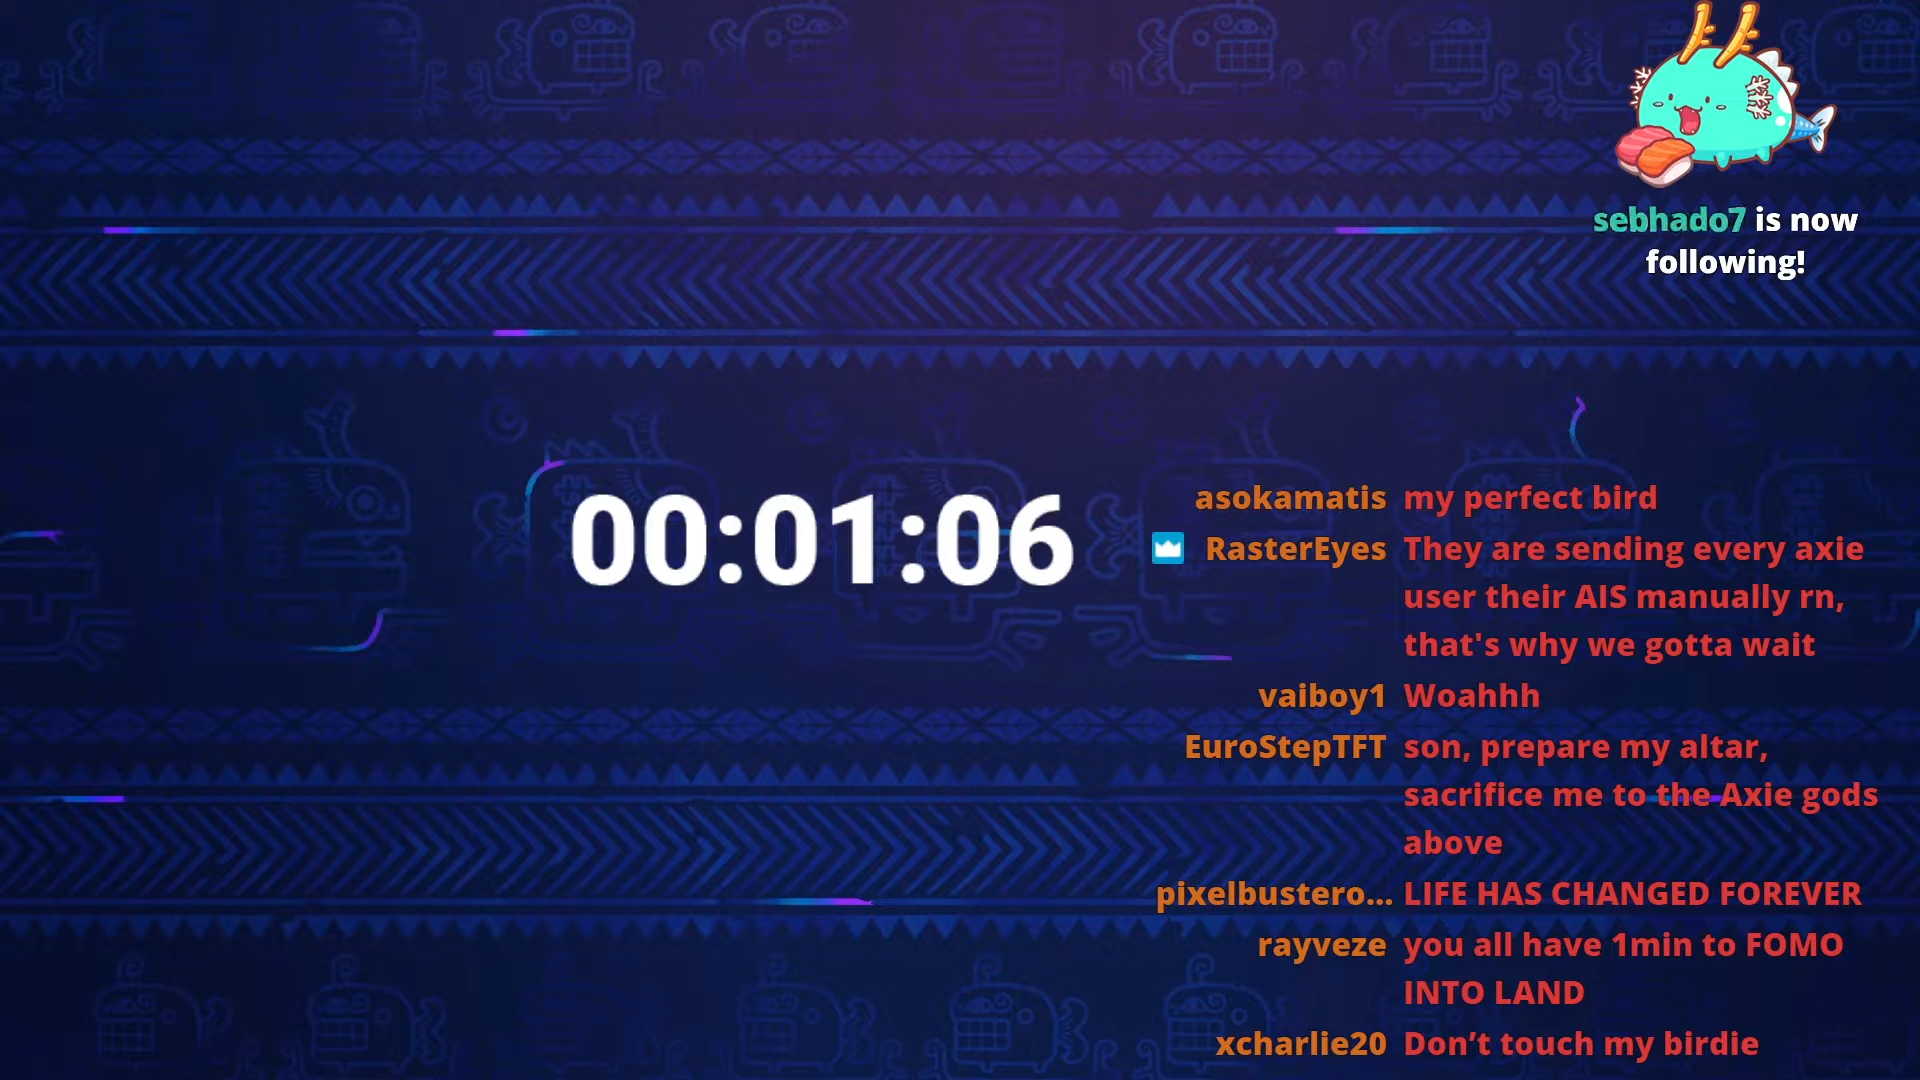 sebhado7 is now
following!
00:01:06
asokamatis my perfect bird
RasterEyes They are sending every axie
user their AIS manually rn,
that's why we gotta wait
vaiboy1 Woahhh
EuroStepTFT son, prepare my altar,
sacrifice me to the Axie gods
above
pixelbustero... LIFE HAS CHANGED FOREVER
rayveze you all have 1min to FOMO
INTO LAND
xcharlie20 Don’t touch my birdie